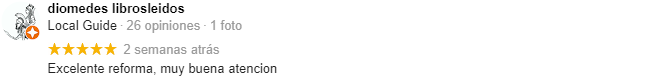 diomedes librosleidos
Local Guide · 26 opiniones · 1 foto
2 semanas atrás
Excelente reforma, muy buena atencion